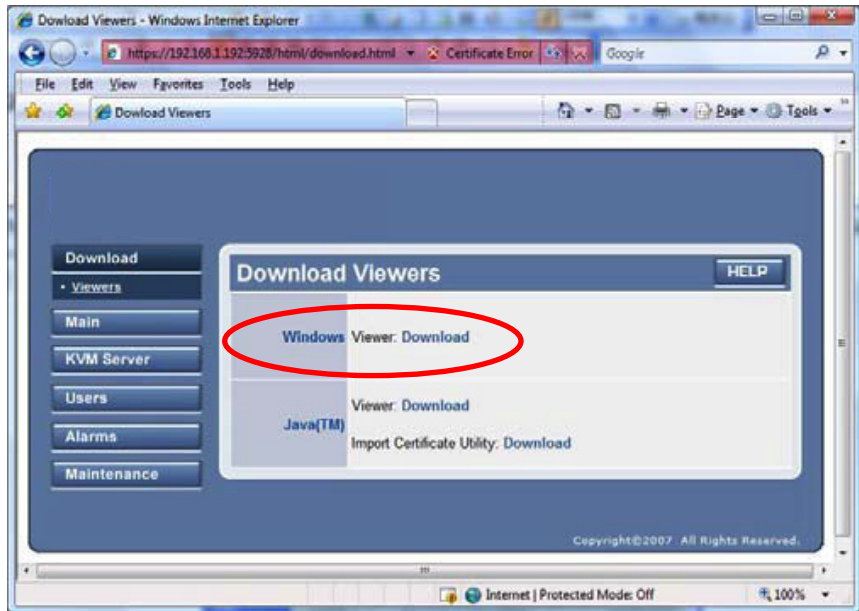 Dowload Viewers - Windows Internet Explorer
https://192.168.1.192:5928/html/download.html
Certificate Error
Google
File Edit View Favorites Tools Help
Dowload Viewers
Page
Tools
Download
• Viewers
Main
KVM Server
Users
Alarms
Maintenance
Download Viewers
HELP
Windows Viewer: Download
Java(TM)
Viewer: Download
Import Certificate Utility: Download
Copyright©2007 All Rights Reserved.
Internet | Protected Mode: Off
100%